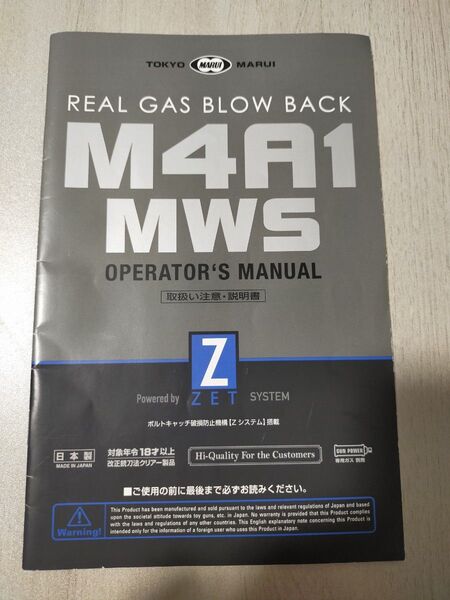 TOKYO MARUI MARUI
REAL GAS BLOW BACK
M4A1
MWS
OPERATOR'S MANUAL
取扱い注意・説明書
Z
Powered by ZET SYSTEM
ボルトキャッチ破損防止機構【Zシステム】搭載
日本製
MADE IN JAPAN
対象年令18才以上
改正銃刀法クリアー製品
Hi-Quality For the Customers
GUN POWER
専用ガス 別売
■ご使用の前に最後まで必ずお読みください。
Warning!
This Product has been manufactured and sold pursuant to the laws and relevant regulations of Japan and based
upon the societal attitude towards toy guns, etc. in Japan. No warranty is provided that this Product complies
with the laws and regulations of any other countries. This English explanatory note concerning this Product is
intended only for the information of a foreign user who uses this Product in Japan.